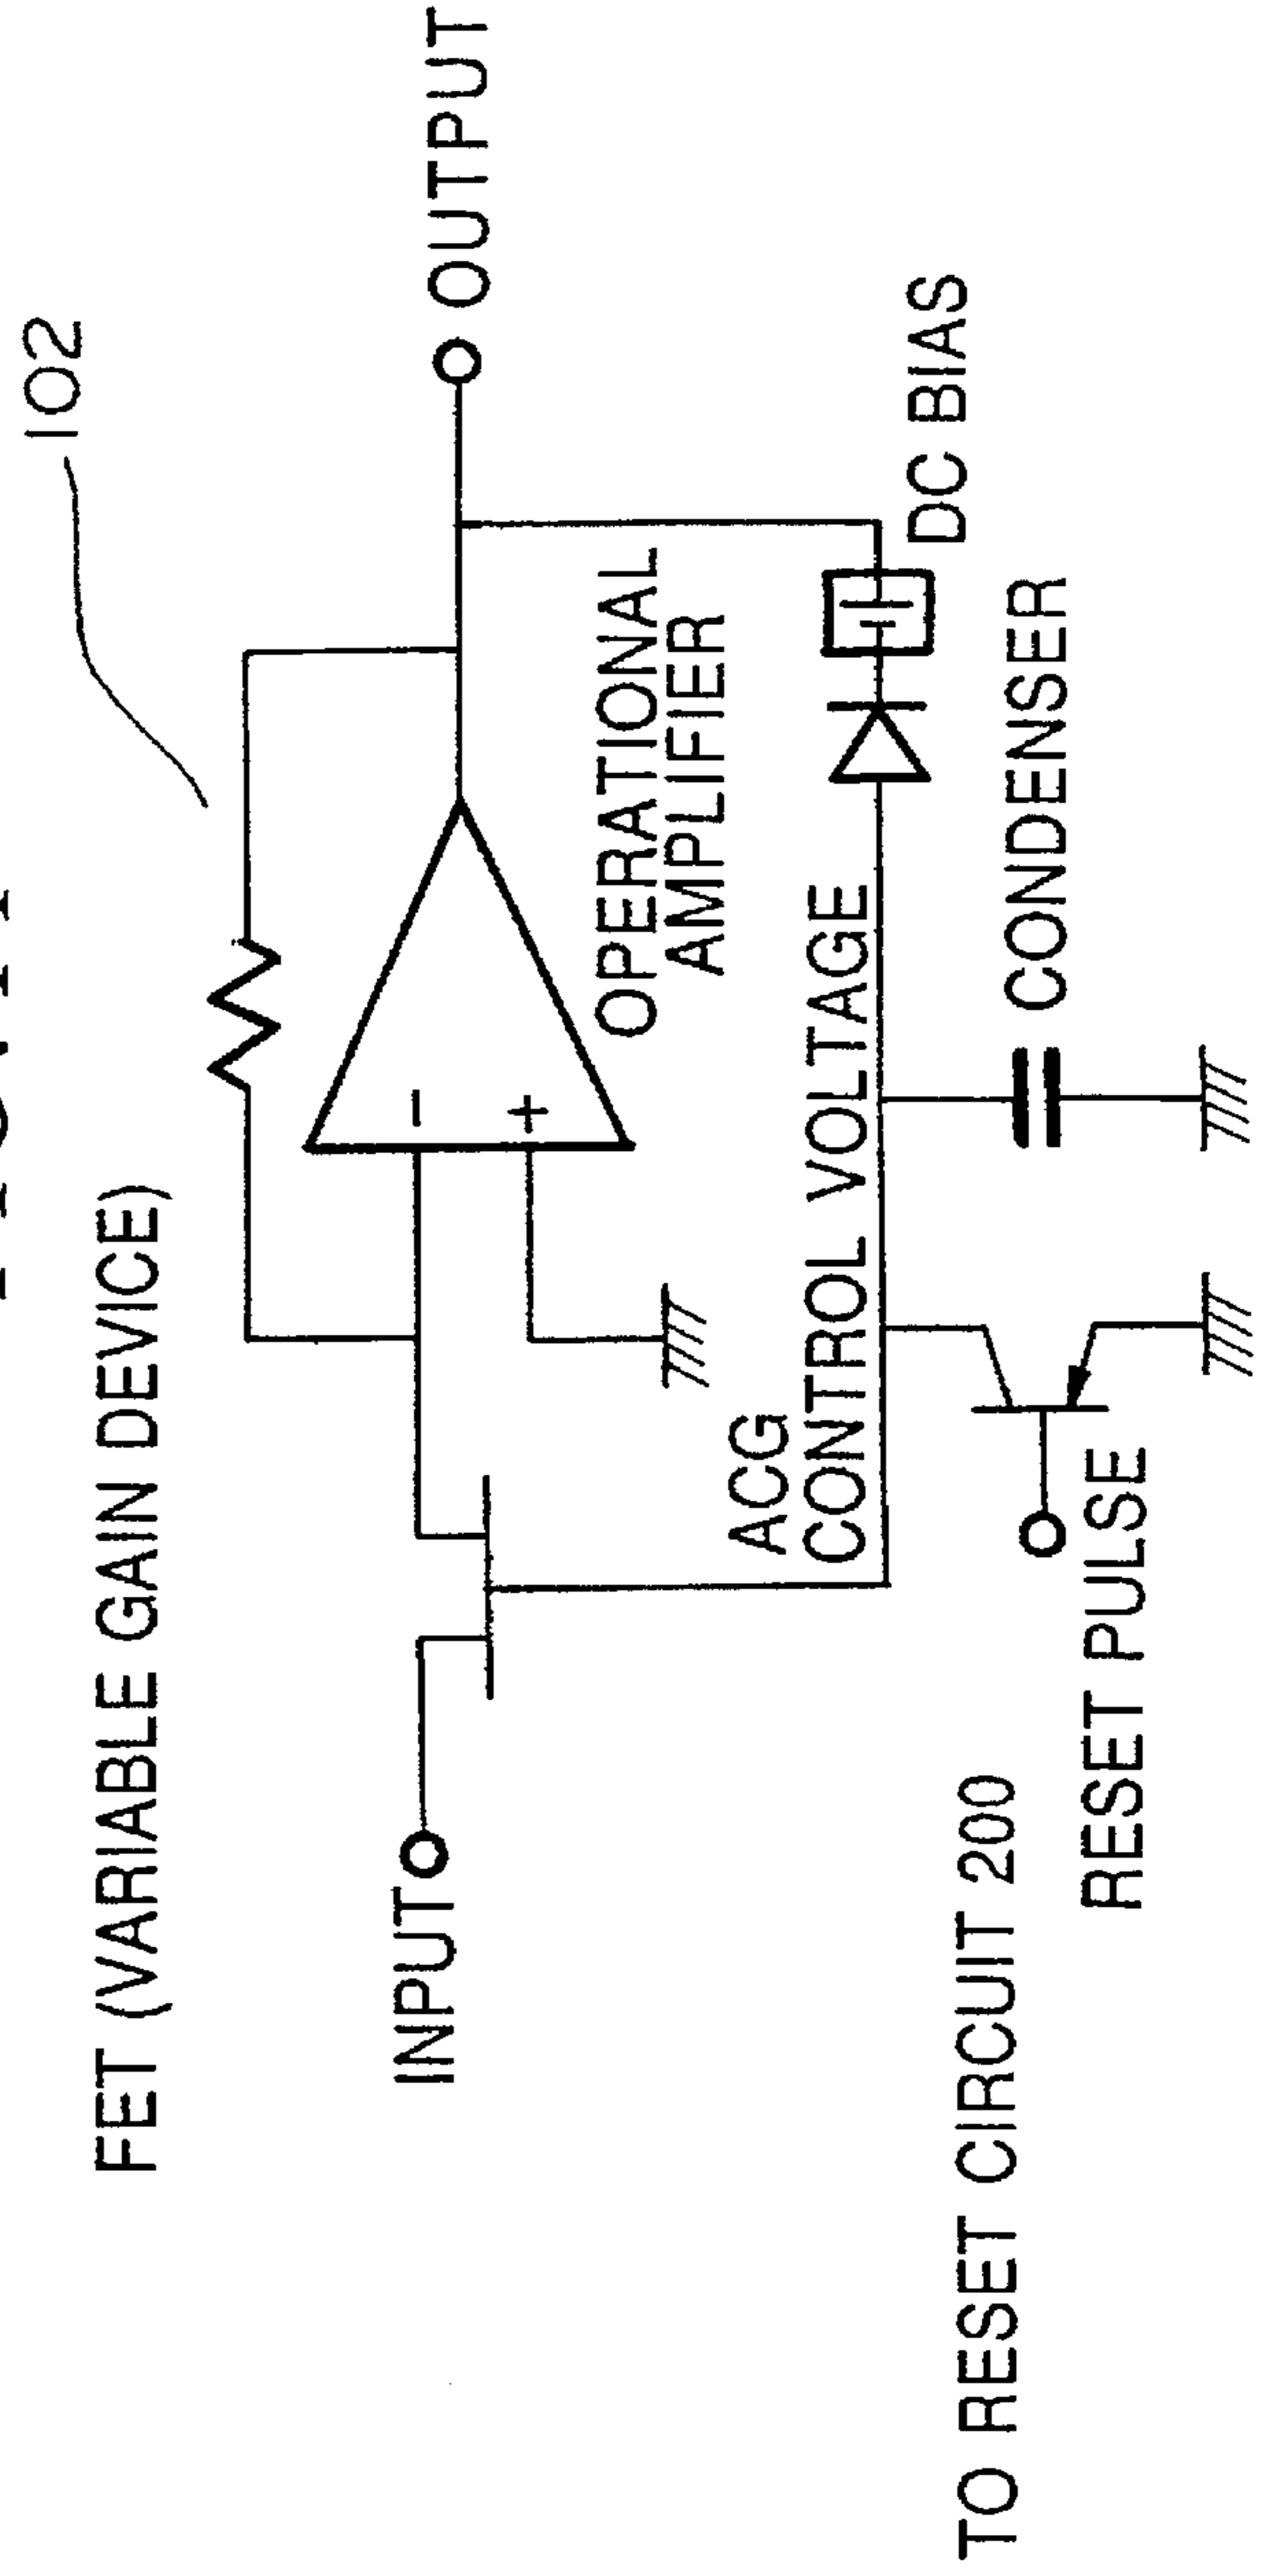 102
FET (VARIABLE GAIN DEVICE)
INPUT
OUTPUT
-
+
OPERATIONAL
AMPLIFIER
ACG
CONTROL VOLTAGE
DC BIAS
TO RESET CIRCUIT 200
CONDENSER
RESET PULSE